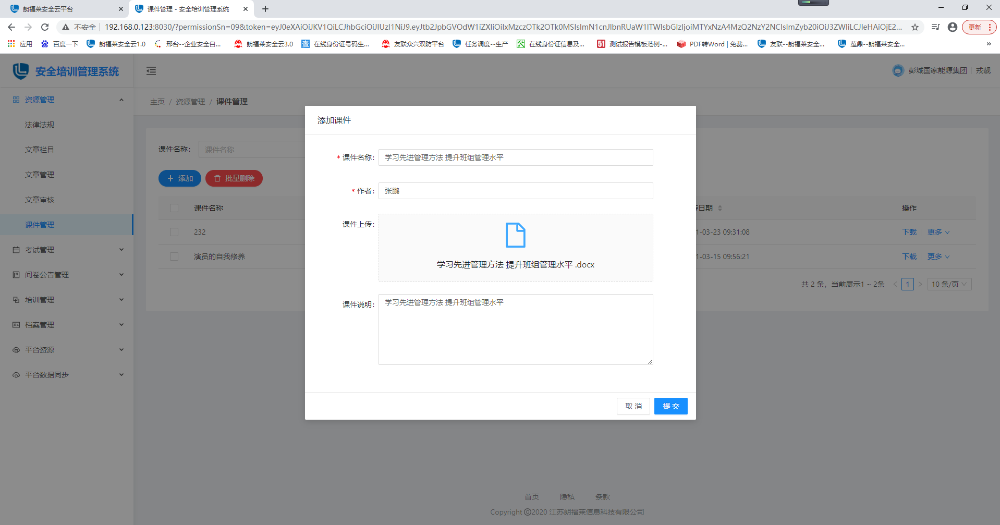 朗福莱安全云平台
课件管理 - 安全培训管理系统
不安全
192.168.0.123:8030/?permissionSn=09&token=eyJ0eXAiOiJKV1QiLCJhbGciOiJIUzI1NiJ9.eyJtb2JpbGVOdW1iZXIiOiIxMzczOTk2OTk0MSIsImN1cnJlbnRUaW1lTWlsbGlzIjoiMTYxNzA4MzQ2NzY2NCIsImZyb20iOiJ3ZWIiLCJleHAiOjE2...
更新
应用
百度一下
朗福莱安全云1.0
邢台--企业安全自...
朗福莱安全云3.0
在线身份证号码生...
友联众兴双防平台
任务调度--生产
在线身份证信息及...
测试报告模板范例-...
PDF转Word | 免费...
友联--朗福莱安全...
蕴鼎--朗福莱安全...
安全培训管理系统
彭城国家能源集团
戎靓
资源管理
法律法规
文章栏目
文章管理
文章审核
课件管理
考试管理
问卷公告管理
培训管理
档案管理
平台资源
平台数据同步
主页 / 资源管理 / 课件管理
课件名称:
课件名称
添加
批量删除
课件名称
日期
操作
232
1-03-23 09:31:08
下载
更多
演员的自我修养
1-03-15 09:56:21
下载
更多
共 2 条，当前展示1 ~ 2条
1
10 条/页
添加课件
* 课件名称:
学习先进管理方法 提升班组管理水平
* 作者:
张鹏
课件上传:
学习先进管理方法 提升班组管理水平 .docx
课件说明:
学习先进管理方法 提升班组管理水平
取 消
提 交
首页
隐私
条款
Copyright ©2020 江苏朗福莱信息科技有限公司